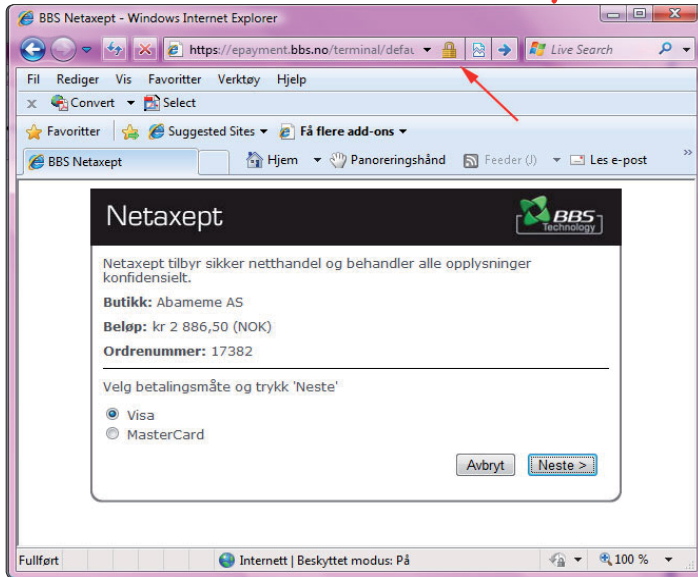 BBS Netaxept - Windows Internet Explorer
https://epayment.bbs.no/terminal/defau
Live Search
Fil Rediger Vis Favoritter Verktøy Hjelp
x Convert Select
Favoritter Suggested Sites Få flere add-ons
BBS Netaxept Hjem Panoreringshånd Feeder (J) Les e-post »
Netaxept
BBS
Technology
Netaxept tilbyr sikker netthandel og behandler alle opplysninger
konfidensielt.
Butikk: Abameme AS
Beløp: kr 2 886,50 (NOK)
Ordrenummer: 17382
Velg betalingsmåte og trykk 'Neste'
Visa
MasterCard
Avbryt Neste >
Fullført Internett | Beskyttet modus: På 100 %